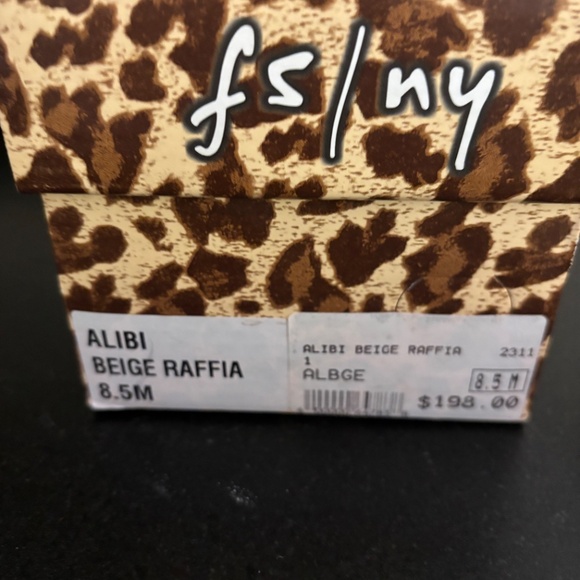 fs/ny
ALIBI
BEIGE RAFFIA
8.5M
ALIBI BEIGE RAFFIA 2311
1
ALBGE
8.5 M
$198.00